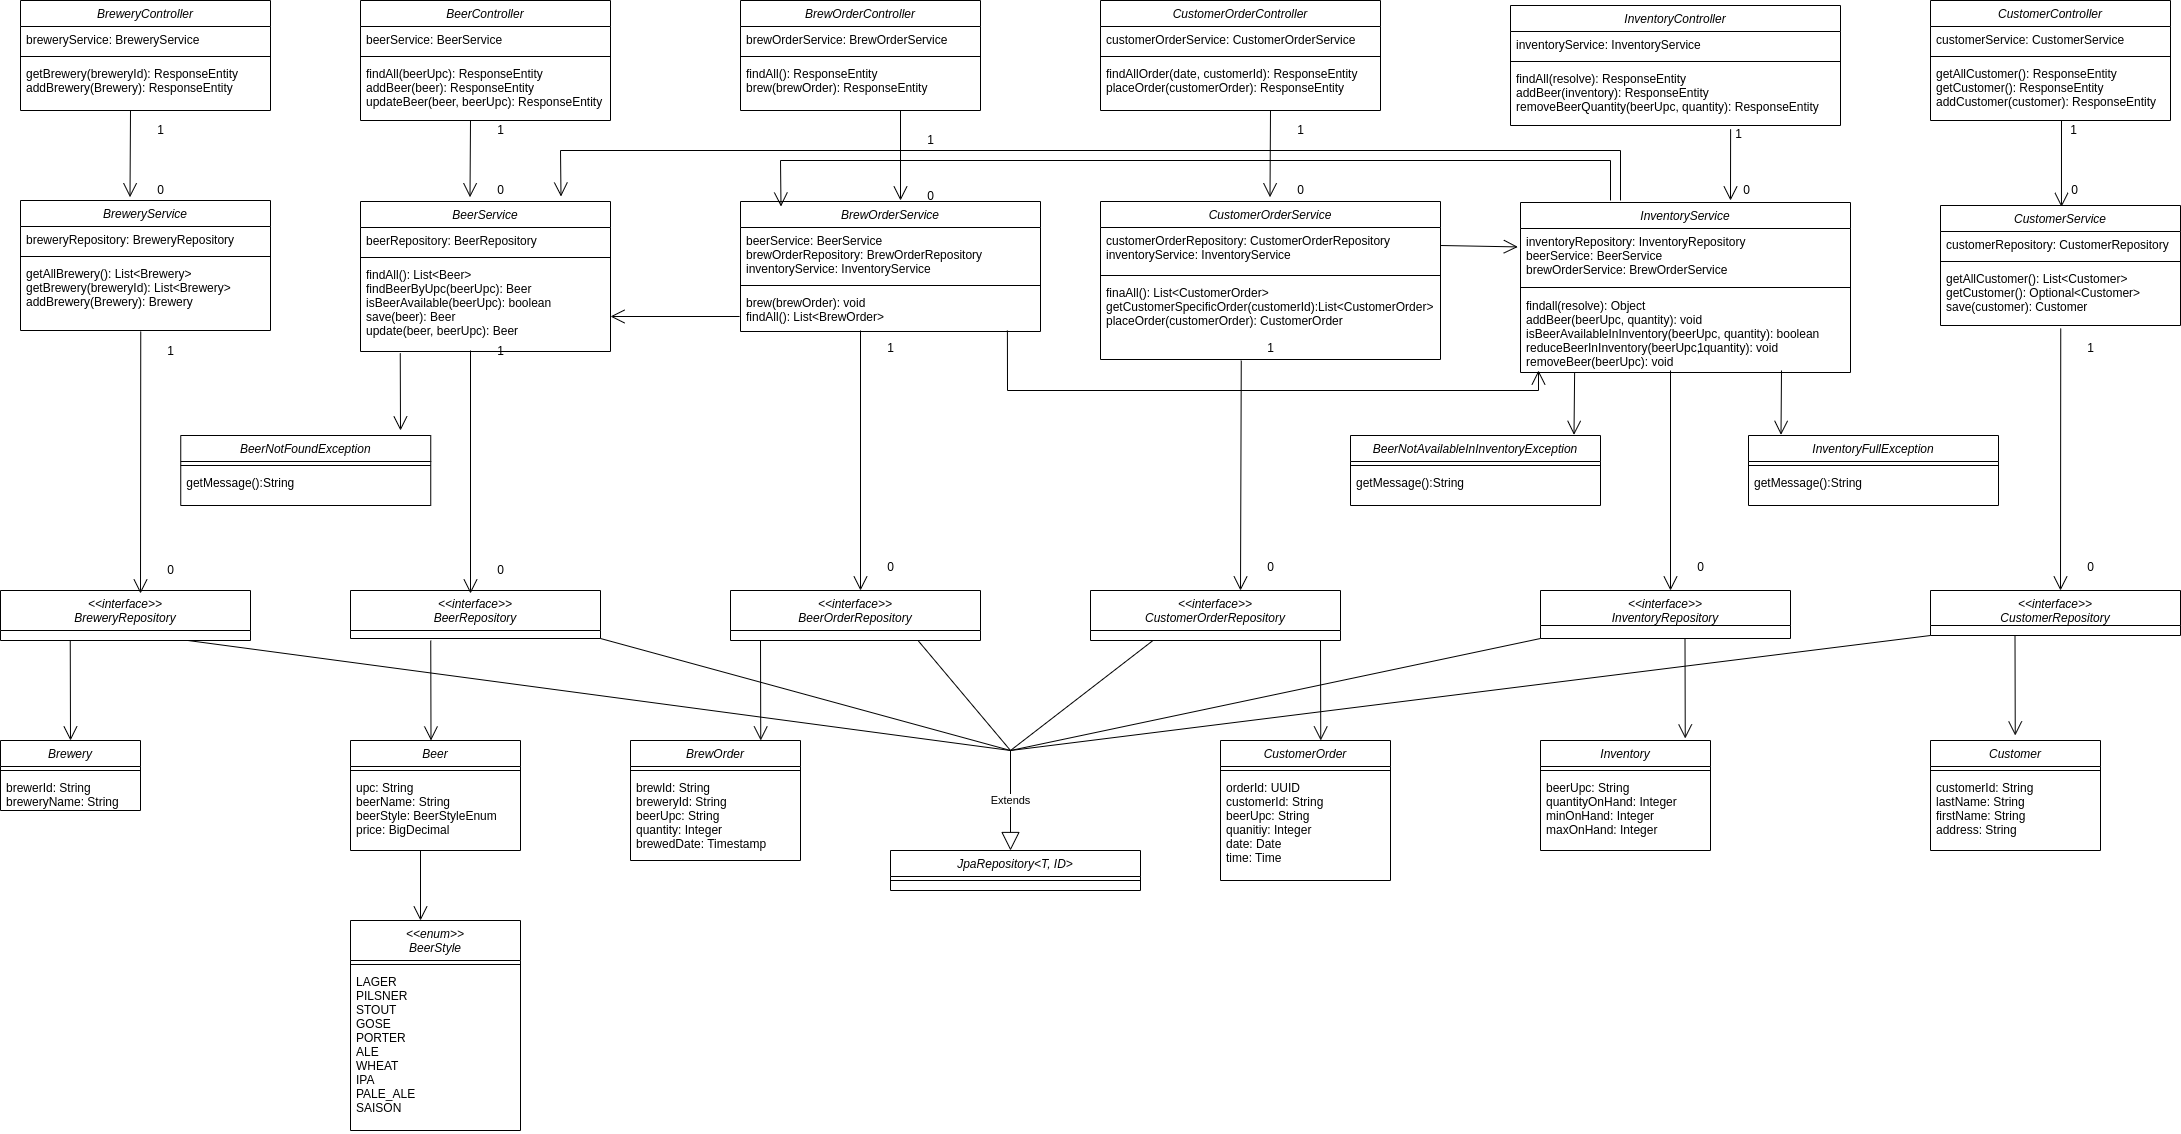 BreweryController
breweryService: BreweryService
getBrewery(breweryId): ResponseEntity
addBrewery(Brewery): ResponseEntity
BeerController
beerService: BeerService
findAll(beerUpc): ResponseEntity
addBeer(beer): ResponseEntity
updateBeer(beer, beerUpc): ResponseEntity
BrewOrderController
brewOrderService: BrewOrderService
findAll(): ResponseEntity
brew(brewOrder): ResponseEntity
CustomerOrderController
customerOrderService: CustomerOrderService
findAllOrder(date, customerId): ResponseEntity
placeOrder(customerOrder): ResponseEntity
InventoryController
inventoryService: InventoryService
findAll(resolve): ResponseEntity
addBeer(inventory): ResponseEntity
removeBeerQuantity(beerUpc, quantity): ResponseEntity
CustomerController
customerService: CustomerService
getAllCustomer(): ResponseEntity
getCustomer(): ResponseEntity
addCustomer(customer): ResponseEntity
1
1
1
1
1
1
0
0
0
0
0
0
BreweryService
breweryRepository: BreweryRepository
getAllBrewery(): List<Brewery>
getBrewery(breweryId): List<Brewery>
addBrewery(Brewery): Brewery
BeerService
beerRepository: BeerRepository
findAll(): List<Beer>
findBeerByUpc(beerUpc): Beer
isBeerAvailable(beerUpc): boolean
save(beer): Beer
update(beer, beerUpc): Beer
BrewOrderService
beerService: BeerService
brewOrderRepository: BrewOrderRepository
inventoryService: InventoryService
brew(brewOrder): void
findAll(): List<BrewOrder>
CustomerOrderService
customerOrderRepository: CustomerOrderRepository
inventoryService: InventoryService
finaAll(): List<CustomerOrder>
getCustomerSpecificOrder(customerId):List<CustomerOrder>
placeOrder(customerOrder): CustomerOrder
InventoryService
inventoryRepository: InventoryRepository
beerService: BeerService
brewOrderService: BrewOrderService
findall(resolve): Object
addBeer(beerUpc, quantity): void
isBeerAvailableInInventory(beerUpc, quantity): boolean
reduceBeerInInventory(beerUpc, quantity): void
removeBeer(beerUpc): void
CustomerService
customerRepository: CustomerRepository
getAllCustomer(): List<Customer>
getCustomer(): Optional<Customer>
save(customer): Customer
1
1
1
1
1
1
BeerNotFoundException
getMessage():String
BeerNotAvailableInInventoryException
getMessage():String
InventoryFullException
getMessage():String
0
0
0
0
0
0
<<interface>>
BreweryRepository
<<interface>>
BeerRepository
<<interface>>
BeerOrderRepository
<<interface>>
CustomerOrderRepository
<<interface>>
InventoryRepository
<<interface>>
CustomerRepository
Brewery
brewerId: String
breweryName: String
Beer
upc: String
beerName: String
beerStyle: BeerStyleEnum
price: BigDecimal
BrewOrder
brewId: String
breweryId: String
beerUpc: String
quantity: Integer
brewedDate: Timestamp
Extends
JpaRepository<T, ID>
CustomerOrder
orderId: UUID
customerId: String
beerUpc: String
quanitiy: Integer
date: Date
time: Time
Inventory
beerUpc: String
quantityOnHand: Integer
minOnHand: Integer
maxOnHand: Integer
Customer
customerId: String
lastName: String
firstName: String
address: String
<<enum>>
BeerStyle
LAGER
PILSNER
STOUT
GOSE
PORTER
ALE
WHEAT
IPA
PALE_ALE
SAISON